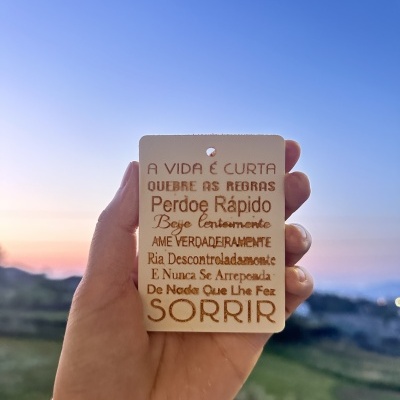 A VIDA É CURTA
QUEBRE AS REGRAS
Perdoe Rápido
Beije lentamente
AME VERDADEIRAMENTE
Ria Descontroladamente
E Nunca Se Arrependa
De Nada Que Lhe Fez
SORRIR